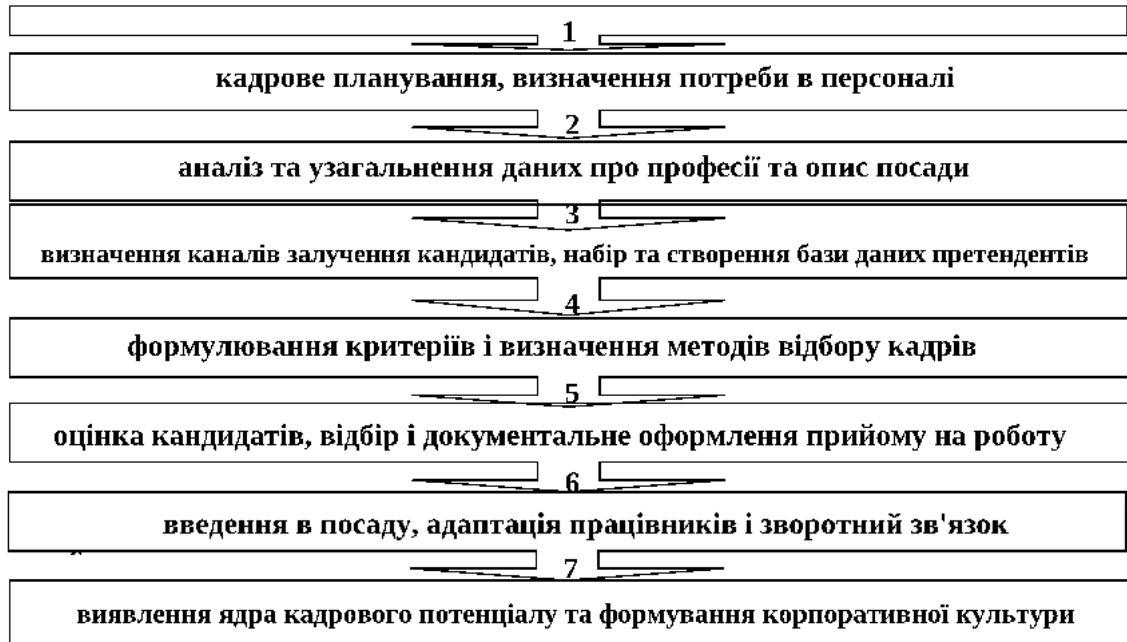 1
кадрове планування, визначення потреби в персоналі
2
аналіз та узагальнення даних про професії та опис посади
3
визначення каналів залучення кандидатів, набір та створення бази даних претендентів
4
формулювання критеріїв і визначення методів відбору кадрів
5
оцінка кандидатів, відбір і документальне оформлення прийому на роботу
6
введення в посаду, адаптація працівників і зворотний зв'язок
7
виявлення ядра кадрового потенціалу та формування корпоративної культури